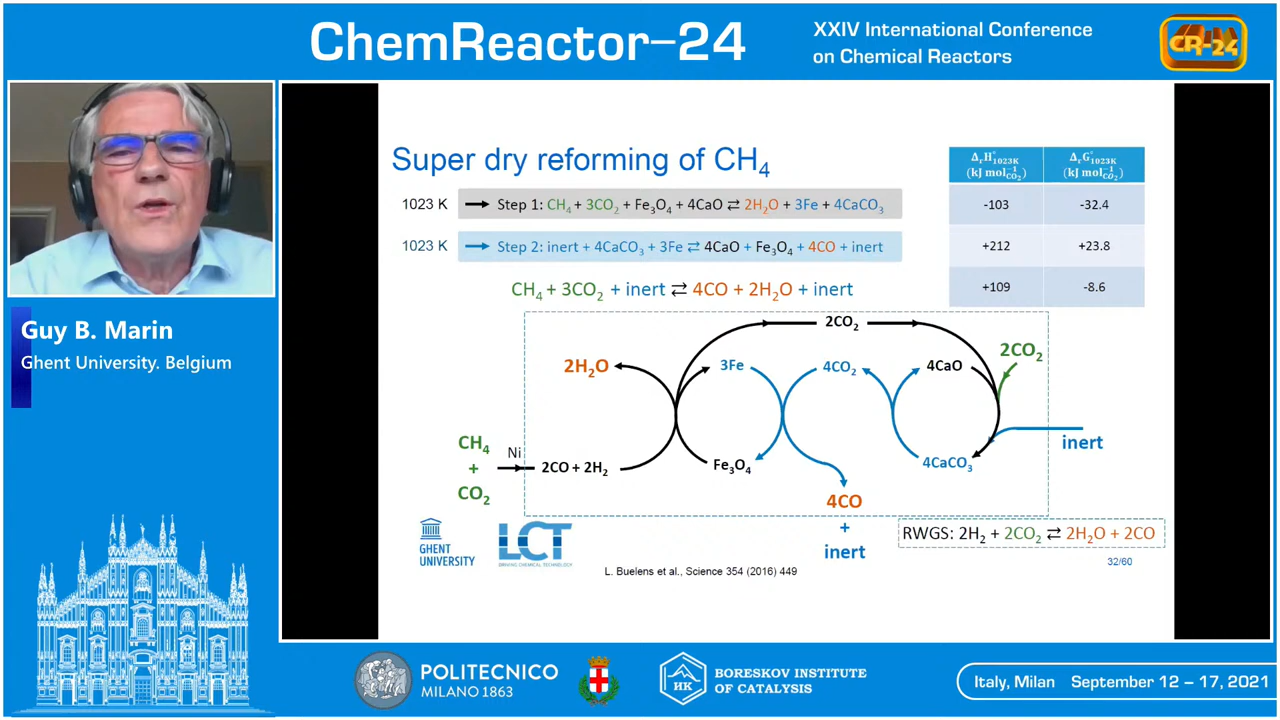 ChemReactor–24
XXIV International Conference
on Chemical Reactors
CR-24
Guy B. Marin
Ghent University. Belgium
Super dry reforming of CH₄
1023 K
Step 1: CH₄ + 3CO₂ + Fe₃O₄ + 4CaO ⇄ 2H₂O + 3Fe + 4CaCO₃
1023 K
Step 2: inert + 4CaCO₃ + 3Fe ⇄ 4CaO + Fe₃O₄ + 4CO + inert
CH₄ + 3CO₂ + inert ⇄ 4CO + 2H₂O + inert
ΔᵣH°₁₀₂₃K (kJ mol⁻¹CO₂)
ΔᵣG°₁₀₂₃K (kJ mol⁻¹CO₂)
-103
-32.4
+212
+23.8
+109
-8.6
2CO₂
2CO₂
2H₂O
3Fe
4CO₂
4CaO
inert
CH₄
+
CO₂
Ni
2CO + 2H₂
Fe₃O₄
4CaCO₃
4CO
+
inert
RWGS: 2H₂ + 2CO₂ ⇄ 2H₂O + 2CO
GHENT
UNIVERSITY
LCT
DRIVING CHEMICAL TECHNOLOGY
L. Buelens et al., Science 354 (2016) 449
32/60
POLITECNICO
MILANO 1863
HK
BORESKOV INSTITUTE
OF CATALYSIS
Italy, Milan September 12 – 17, 2021